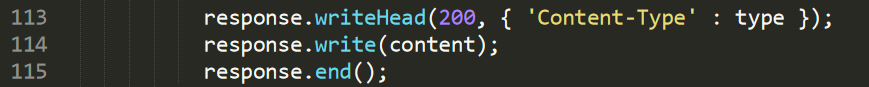 113 response.writeHead(200, { 'Content-Type' : type });
114 response.write(content);
115 response.end();